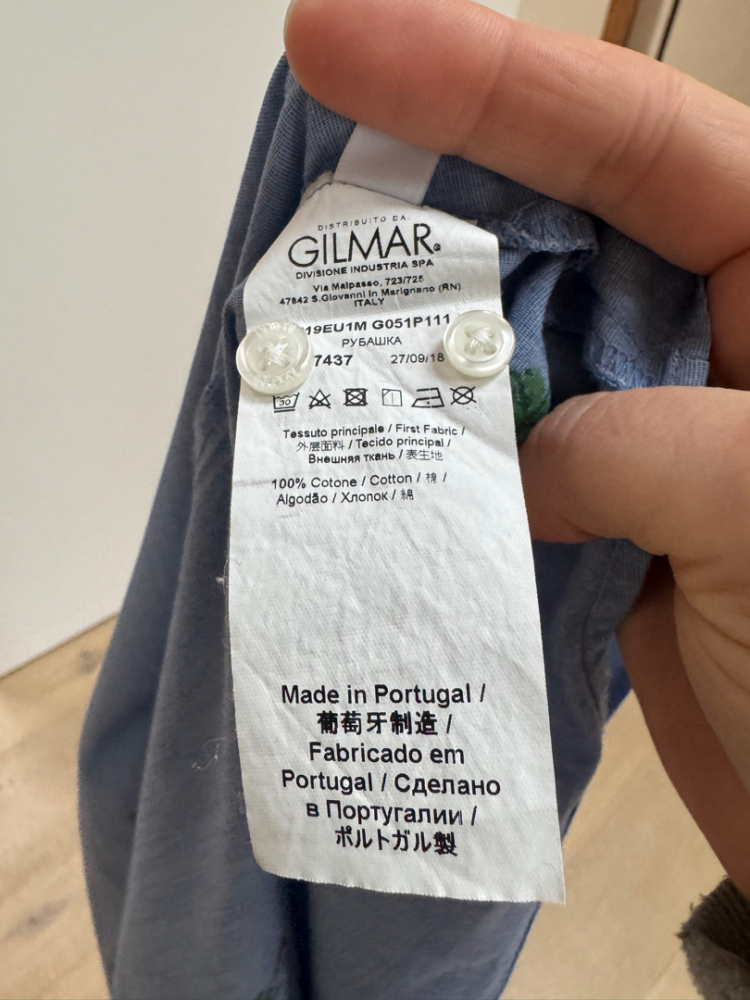 DISTRIBUITO DA:
GILMAR®
DIVISIONE INDUSTRIA SPA
Via Malpasso, 723/725
47842 S.Giovanni in Marignano (RN)
ITALY
19EU1M G051P111
РУБАШКА
7437 27/09/18
30
Tessuto principale / First Fabric /
外层面料 / Tecido principal /
Внешняя ткань / 表生地
100% Cotone / Cotton / 棉 /
Algodão / Хлопок / 綿
Made in Portugal /
葡萄牙制造 /
Fabricado em
Portugal / Сделано
в Португалии /
ポルトガル製